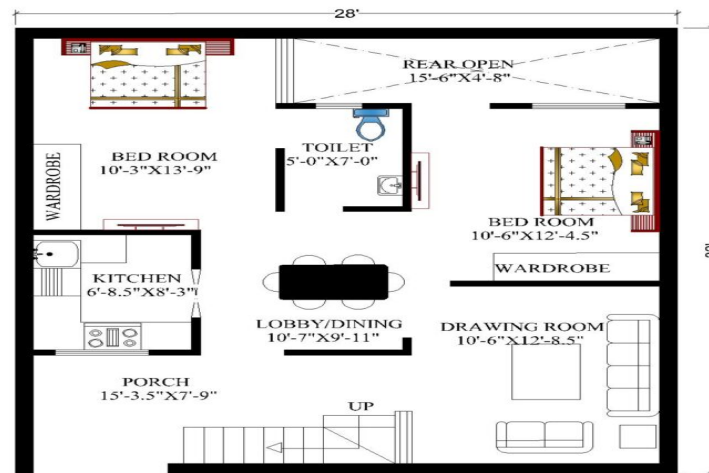 28'
REAR OPEN
15'-6"X4'-8"
TOILET
5'-0"X7'-0"
BED ROOM
10'-3"X13'-9"
WARDROBE
BED ROOM
10'-6"X12'-4.5"
WARDROBE
KITCHEN
6'-8.5"X8'-3"
LOBBY/DINING
10'-7"X9'-11"
DRAWING ROOM
10'-6"X12'-8.5"
PORCH
15'-3.5"X7'-9"
UP